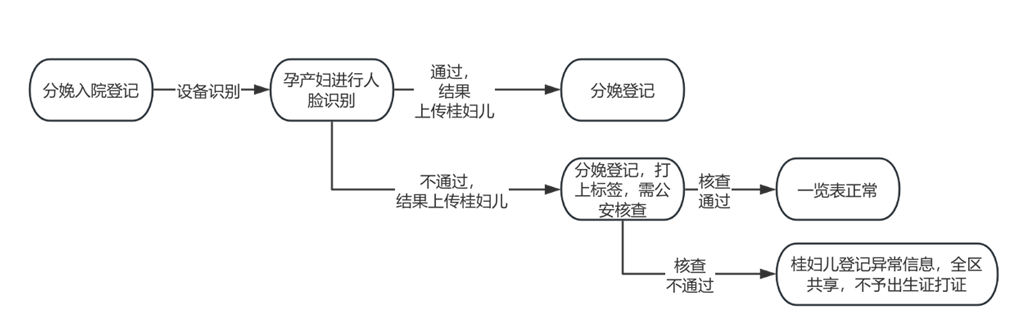 分娩入院登记
设备识别
孕产妇进行人
脸识别
通过，
结果
上传桂妇儿
分娩登记
不通过，
结果上传桂妇儿
分娩登记，打
上标签，需公
安核查
核查
通过
一览表正常
核查
不通过
桂妇儿登记异常信息，全区
共享，不予出生证打证